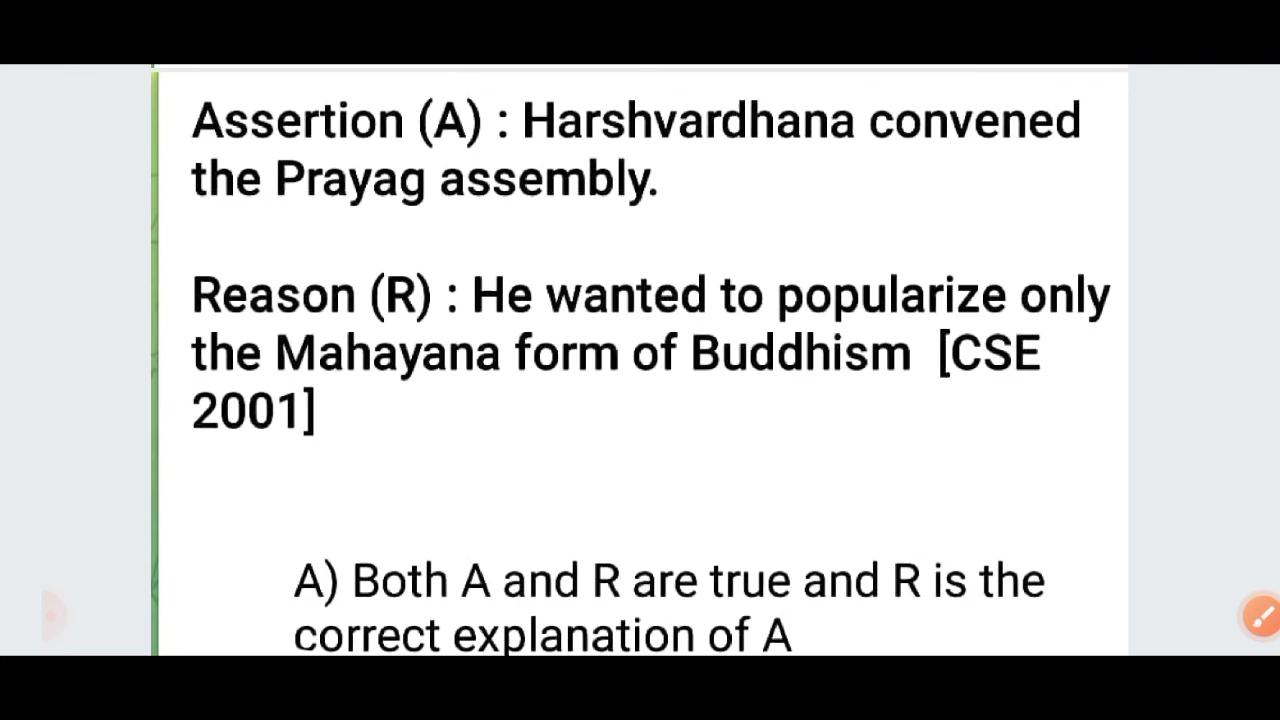 Assertion (A) : Harshvardhana convened
the Prayag assembly.
Reason (R) : He wanted to popularize only
the Mahayana form of Buddhism [CSE
2001]
A) Both A and R are true and R is the
correct explanation of A